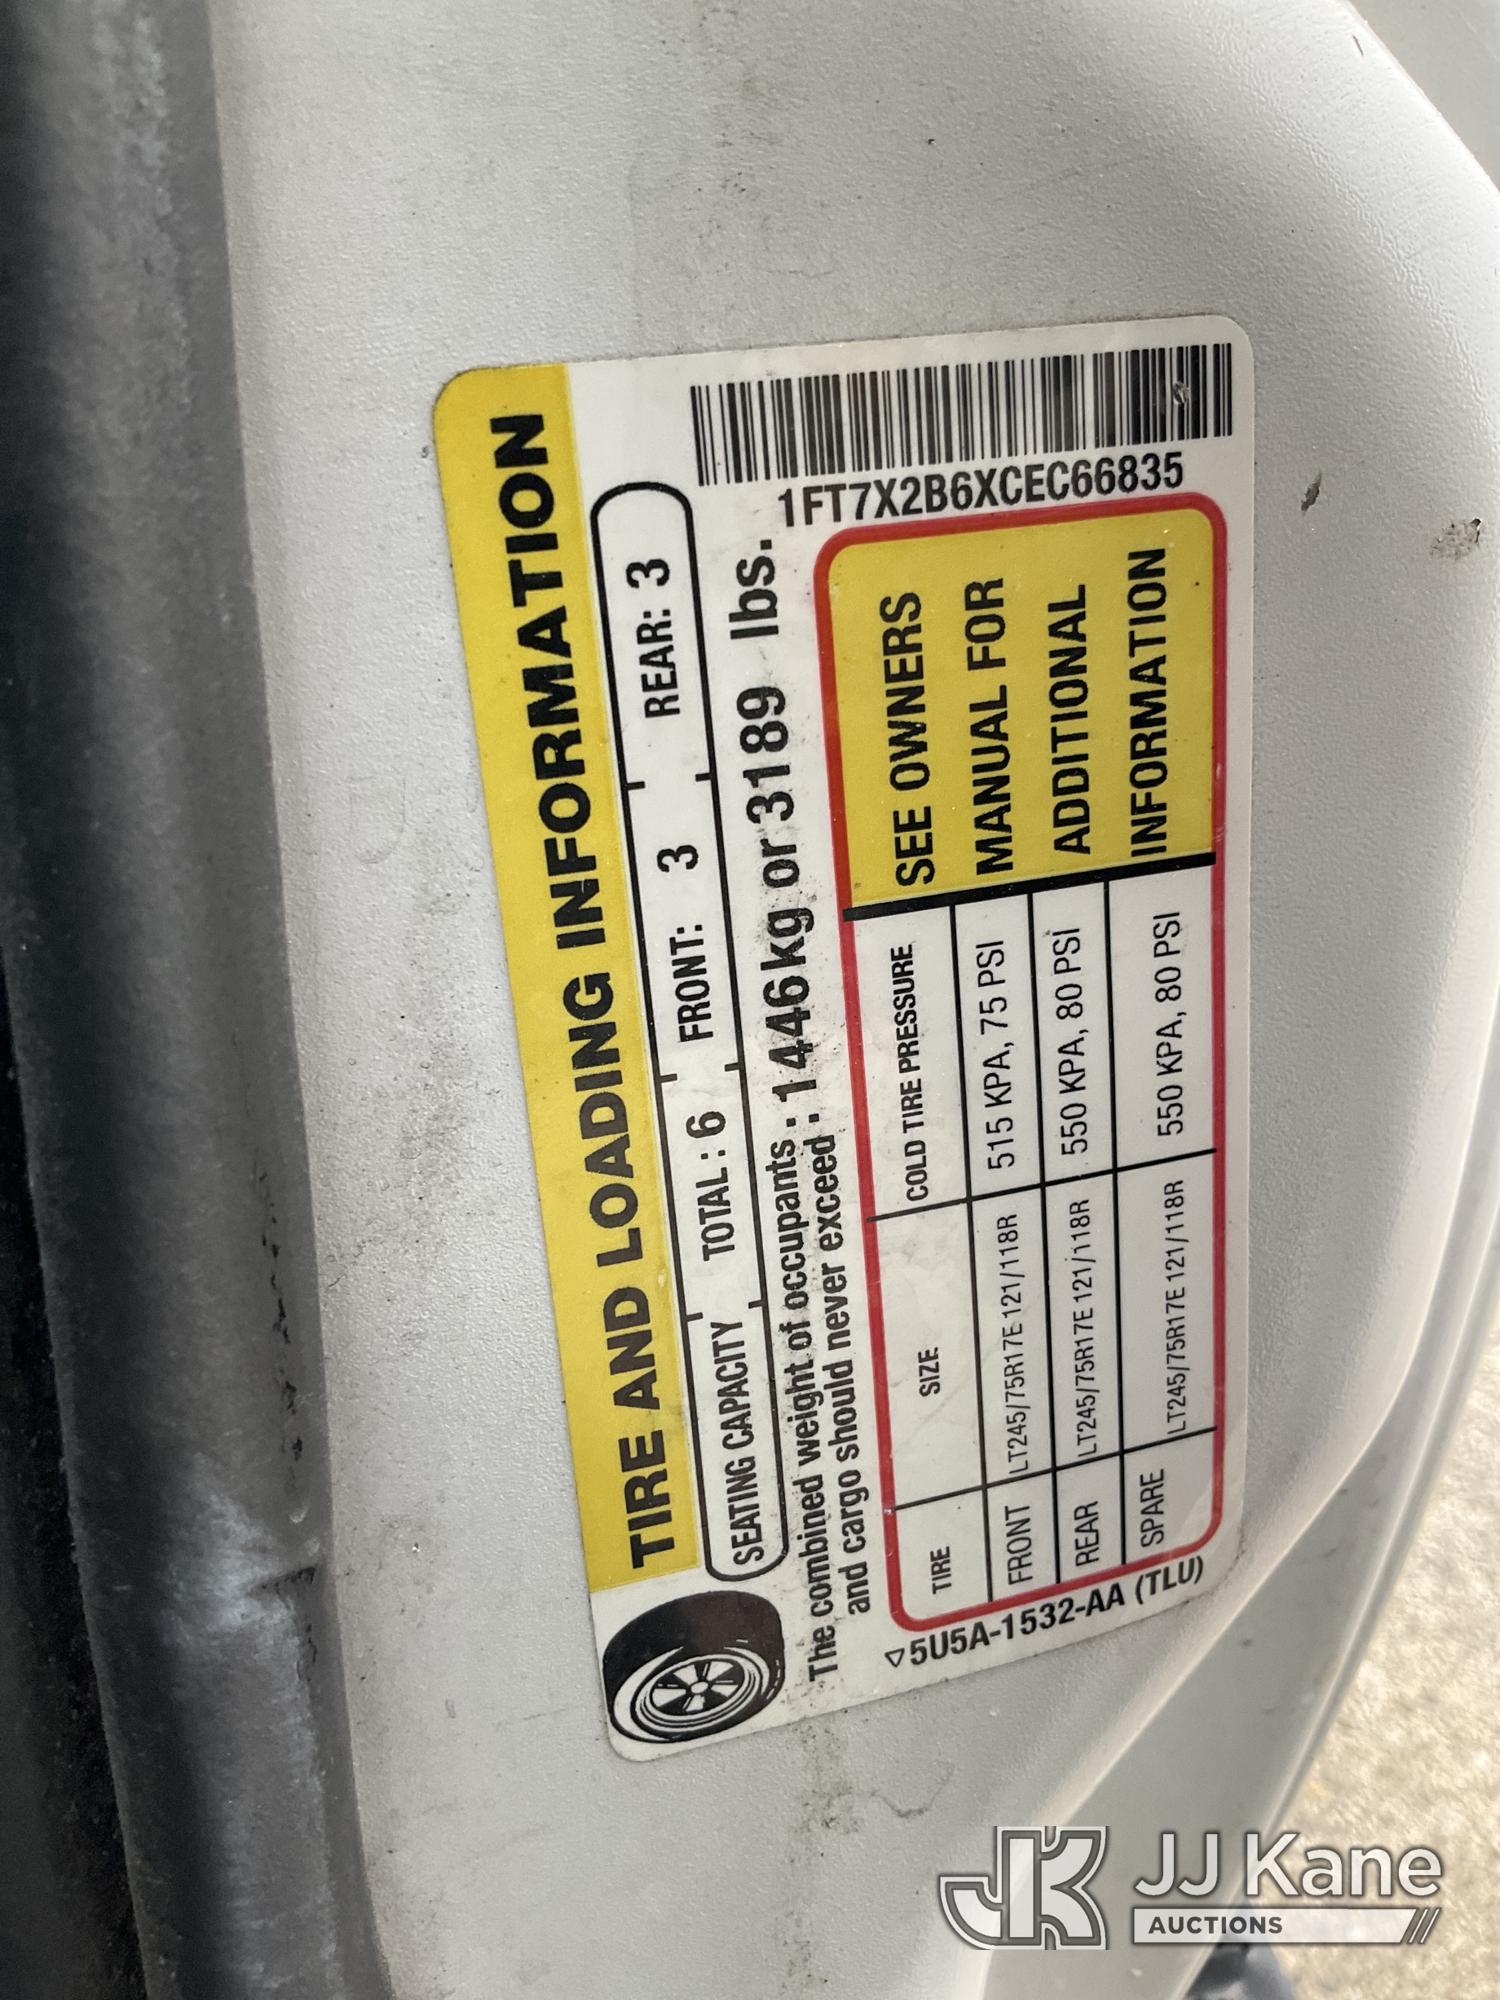 TIRE AND LOADING INFORMATION
SEATING CAPACITY TOTAL : 6 FRONT: 3 REAR: 3
The combined weight of occupants : 1446kg or 3189 lbs.
and cargo should never exceed :
1FT7X2B6XCEC66835
TIRE SIZE COLD TIRE PRESSURE
FRONT LT245/75R17E 121/118R 515 KPA, 75 PSI
REAR LT245/75R17E 121/118R 550 KPA, 80 PSI
SPARE LT245/75R17E 121/118R 550 KPA, 80 PSI
SEE OWNERS
MANUAL FOR
ADDITIONAL
INFORMATION
5U5A-1532-AA (TLU)
JK JJ Kane
AUCTIONS